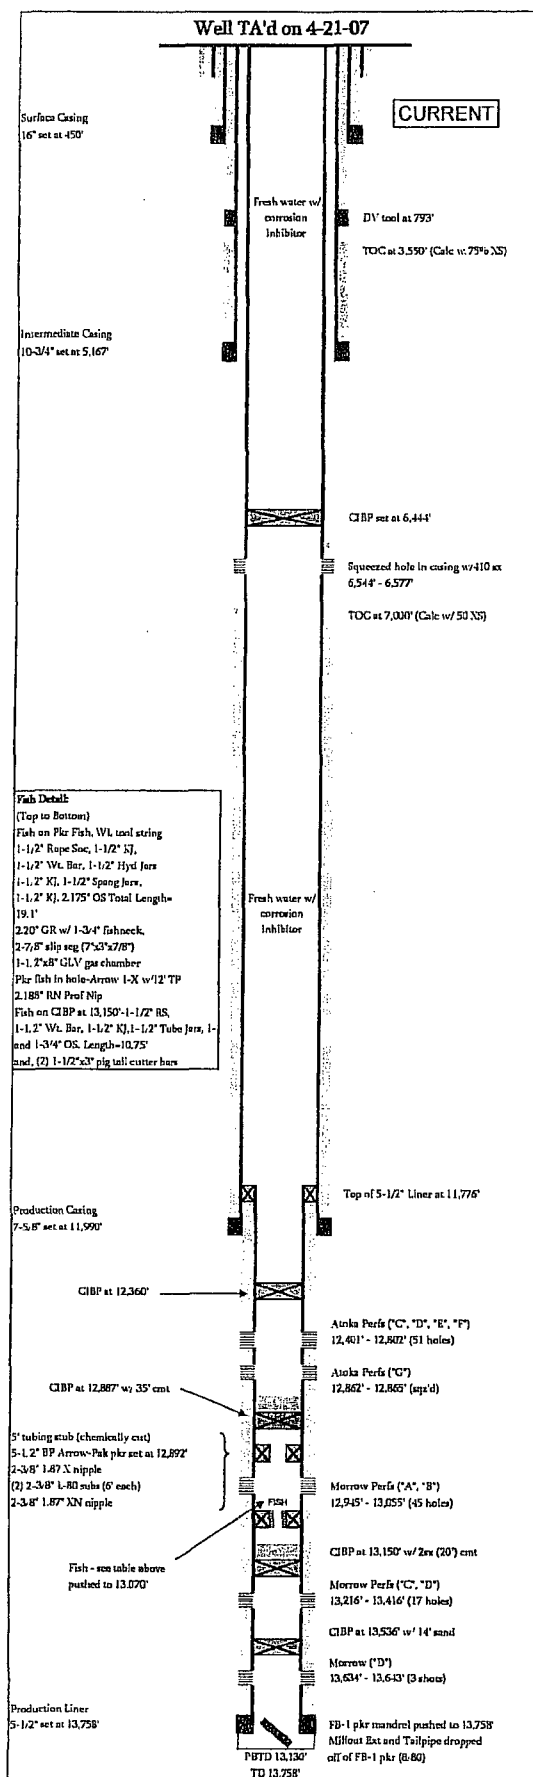 Well TA'd on 4-21-07
CURRENT
Surface Casing
16" set at 450'
Fresh water w/
corrosion
Inhibitor
DV tool at 793'
TOC at 3,550' (Calc w. 75% XS)
Intermediate Casing
10-3/4" set at 5,167'
CIBP set at 6,444'
Squeezed hole in casing w/410 sx
6,544' - 6,577'
TOC at 7,000' (Calc w/ 50 XS)
Fish Detail:
(Top to Bottom)
Fish on Pkr Fish, WL tool string
1-1/2" Rope Soc, 1-1/2" KJ,
1-1/2" Wt. Bar, 1-1/2" Hyd Jars
1-1/2" KJ, 1-1/2" Spang Jars,
1-1/2" KJ, 2.175" OS Total Length=
19.1'
2.20" GR w/ 1-3/4" fishneck,
2-7/8" slip seg (7"x3"x7/8")
1-1/2"x8" GLV gas chamber
Pkr fish in hole-Arrow 1-X w/12' TP
2.188" RN Prof Nip
Fish on CIBP at 13,150'-1-1/2" RS,
1-1/2" Wt. Bar, 1-1/2" KJ, 1-1/2" Tube Jars, 1-
and 1-3/4" OS. Length=10.75'
and, (2) 1-1/2"x3" pig tail cutter bars
Fresh water w/
corrosion
Inhibitor
Top of 5-1/2" Liner at 11,776'
Production Casing
7-5/8" set at 11,990'
CIBP at 12,360'
Atoka Perfs ("C", "D", "E", "F")
12,401' - 12,802' (51 holes)
Atoka Perfs ("G")
12,862' - 12,865' (sqz'd)
CIBP at 12,887' w/ 35' cmt
5' tubing stub (chemically cut)
5-1/2" BP Arrow-Pak pkr set at 12,892'
2-3/8" 1.87 X nipple
(2) 2-3/8" L-80 subs (6' each)
2-3/8" 1.87" XN nipple
Morrow Perfs ("A", "B")
12,945' - 13,055' (45 holes)
FISH
Fish - see table above
pushed to 13,070'
CIBP at 13,150' w/ 2sx (20') cmt
Morrow Perfs ("C", "D")
13,216' - 13,416' (17 holes)
CIBP at 13,536' w/ 14' sand
Morrow ("D")
13,634' - 13,643' (3 shots)
Production Liner
5-1/2" set at 13,758'
FB-1 pkr mandrel pushed to 13,758'
Millout Ext and Tailpipe dropped
off of FB-1 pkr (8/80)
PBTD 13,130'
TD 13,758'